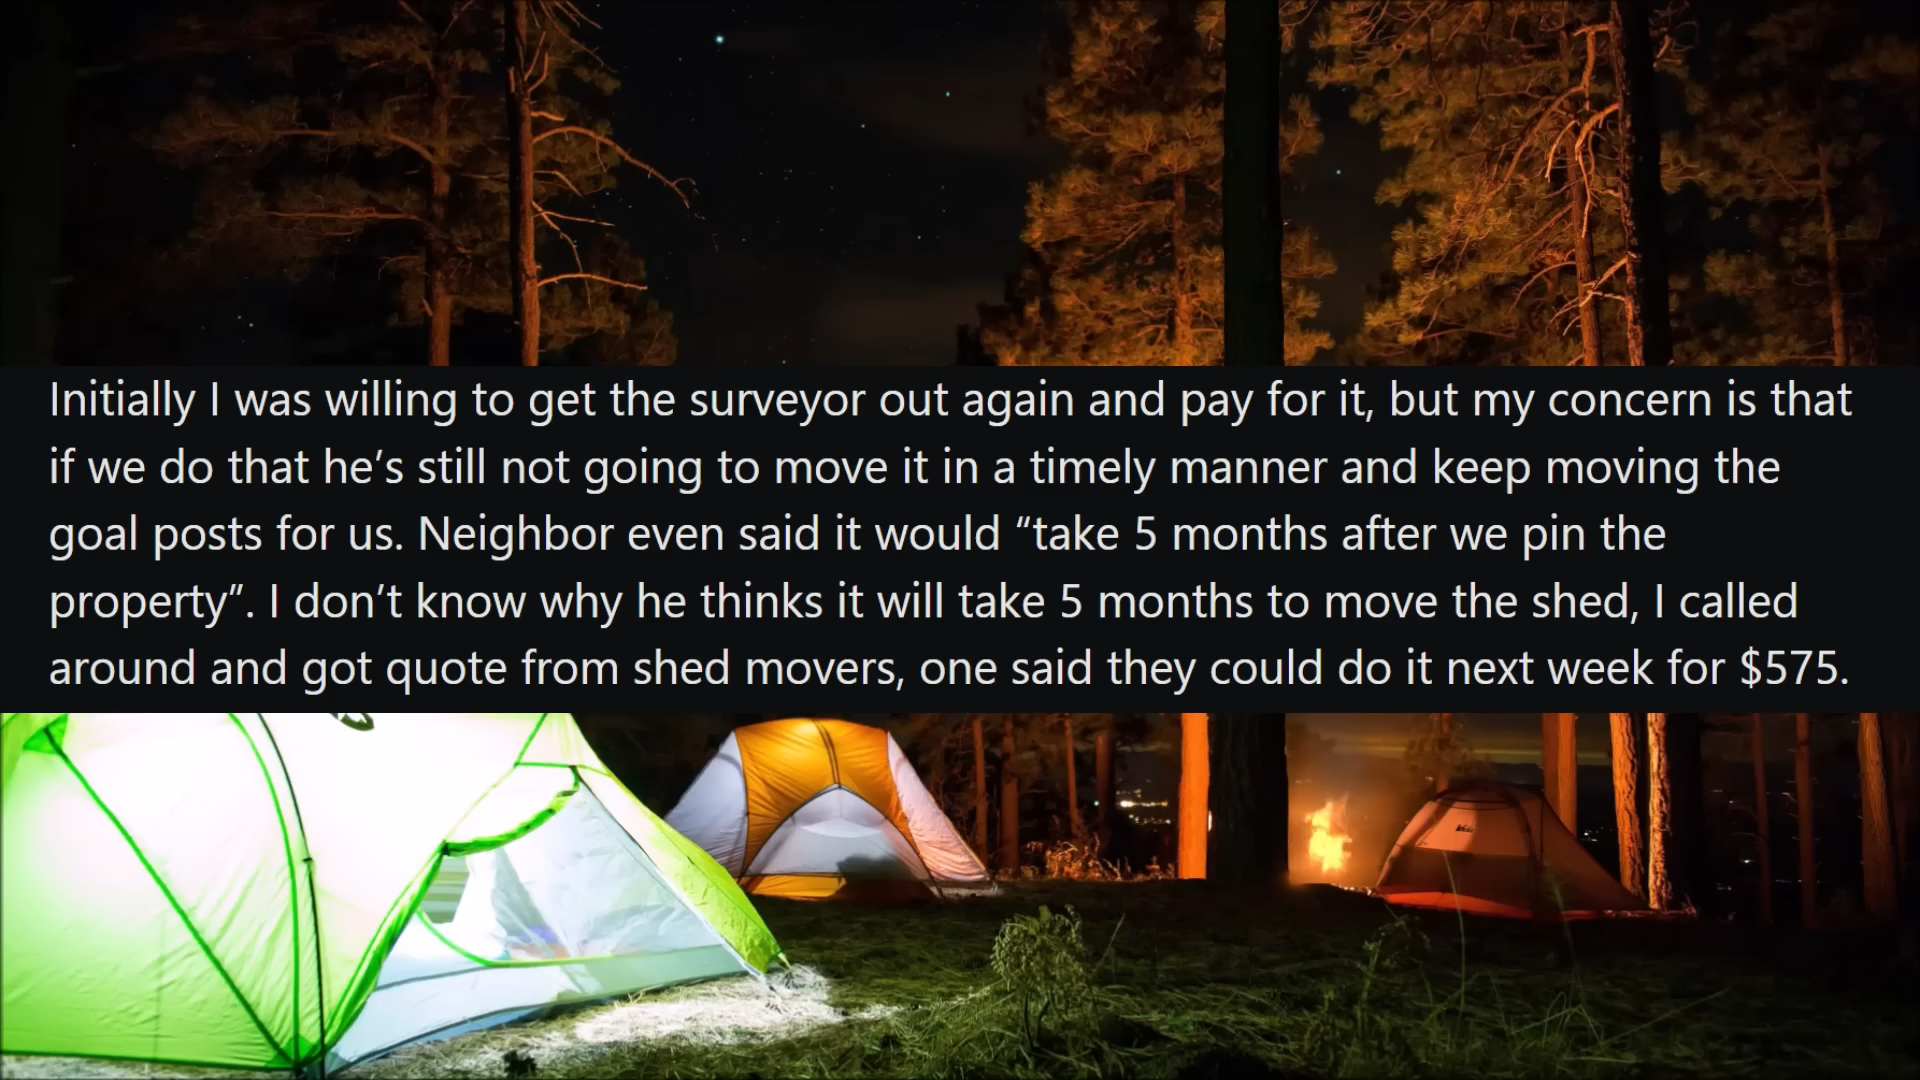 Initially I was willing to get the surveyor out again and pay for it, but my concern is that
if we do that he’s still not going to move it in a timely manner and keep moving the
goal posts for us. Neighbor even said it would “take 5 months after we pin the
property”. I don’t know why he thinks it will take 5 months to move the shed, I called
around and got quote from shed movers, one said they could do it next week for $575.